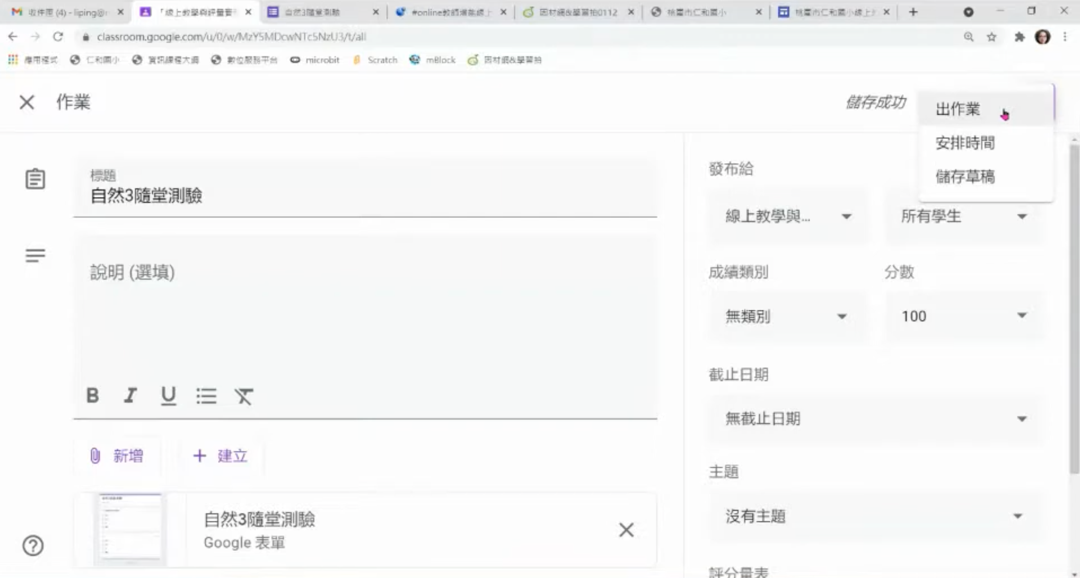 收件匣 (4) - liping@r
「線上教學與評量暨
自然3隨堂測驗
#online教師増能線上
因材網&學習拍0112
桃園市仁和國小
桃園市仁和國小線上
classroom.google.com/u/0/w/MzY5MDcwNTc5NzU3/t/all
應用程式
仁和國小
資訊課程大綱
數位服務平台
microbit
Scratch
mBlock
因材網&學習拍
作業
儲存成功
出作業
安排時間
儲存草稿
標題
自然3隨堂測驗
說明 (選填)
B I U
新增
建立
自然3隨堂測驗
Google 表單
發布給
線上教學與...
所有學生
成績類別
分數
無類別
100
截止日期
無截止日期
主題
沒有主題
評分量表